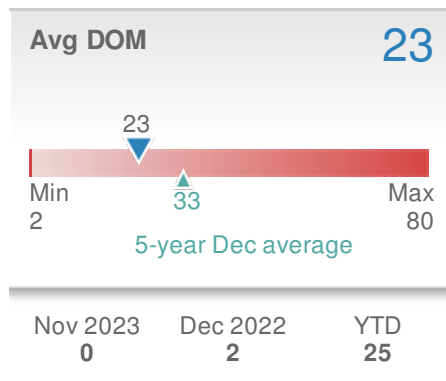 Avg DOM 23
23
33
Min Max
2 80
5-year Dec average
Nov 2023 Dec 2022 YTD
0 2 25